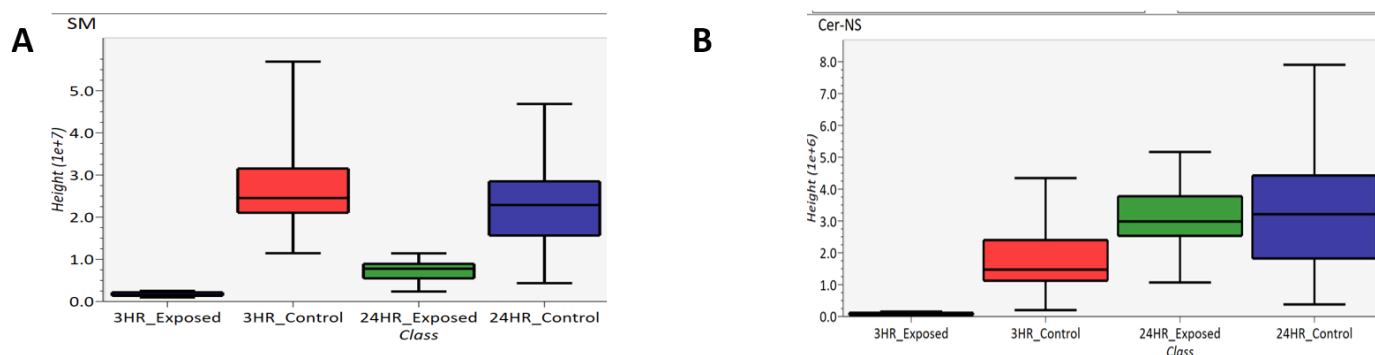 A
SM
Height (1e+7)
5.0
4.0
3.0
2.0
1.0
0.0
3HR_Exposed 3HR_Control 24HR_Exposed 24HR_Control
Class
B
Cer-NS
Height (1e+6)
8.0
7.0
6.0
5.0
4.0
3.0
2.0
1.0
0.0
3HR_Exposed 3HR_Control 24HR_Exposed 24HR_Control
Class